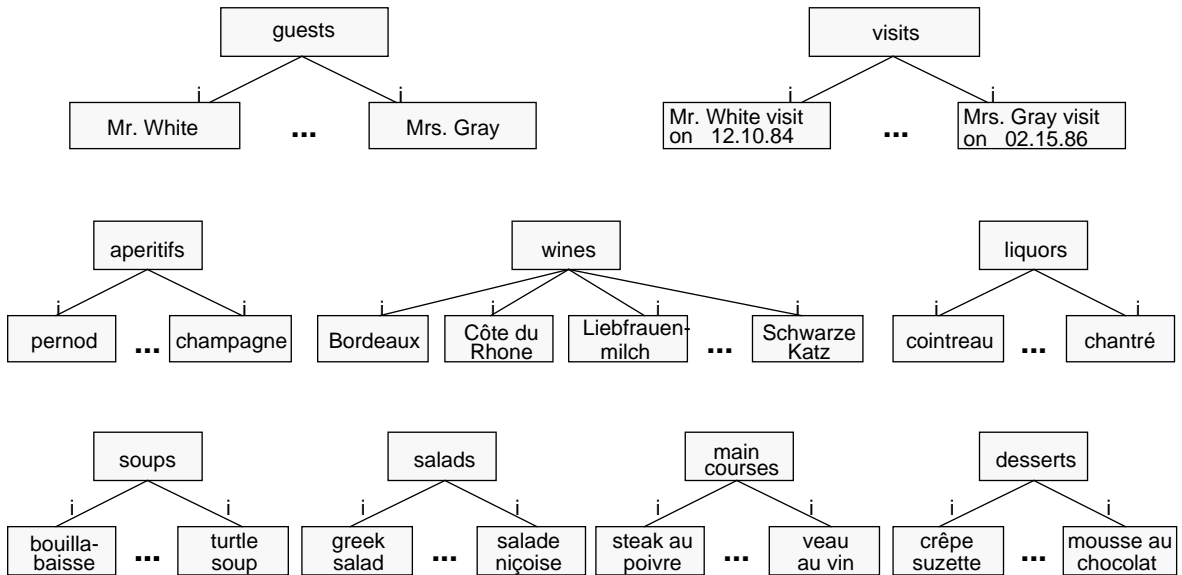 guests
visits
i
i
i
i
Mr. White
...
Mrs. Gray
Mr. White visit
on 12.10.84
...
Mrs. Gray visit
on 02.15.86
aperitifs
wines
liquors
i
i
i
i
i
i
i
i
pernod
...
champagne
Bordeaux
Côte du
Rhone
Liebfrauen-
milch
...
Schwarze
Katz
cointreau
...
chantré
soups
salads
main
courses
desserts
i
i
i
i
i
i
i
i
bouilla-
baisse
...
turtle
soup
greek
salad
...
salade
niçoise
steak au
poivre
...
veau
au vin
crêpe
suzette
...
mousse au
chocolat